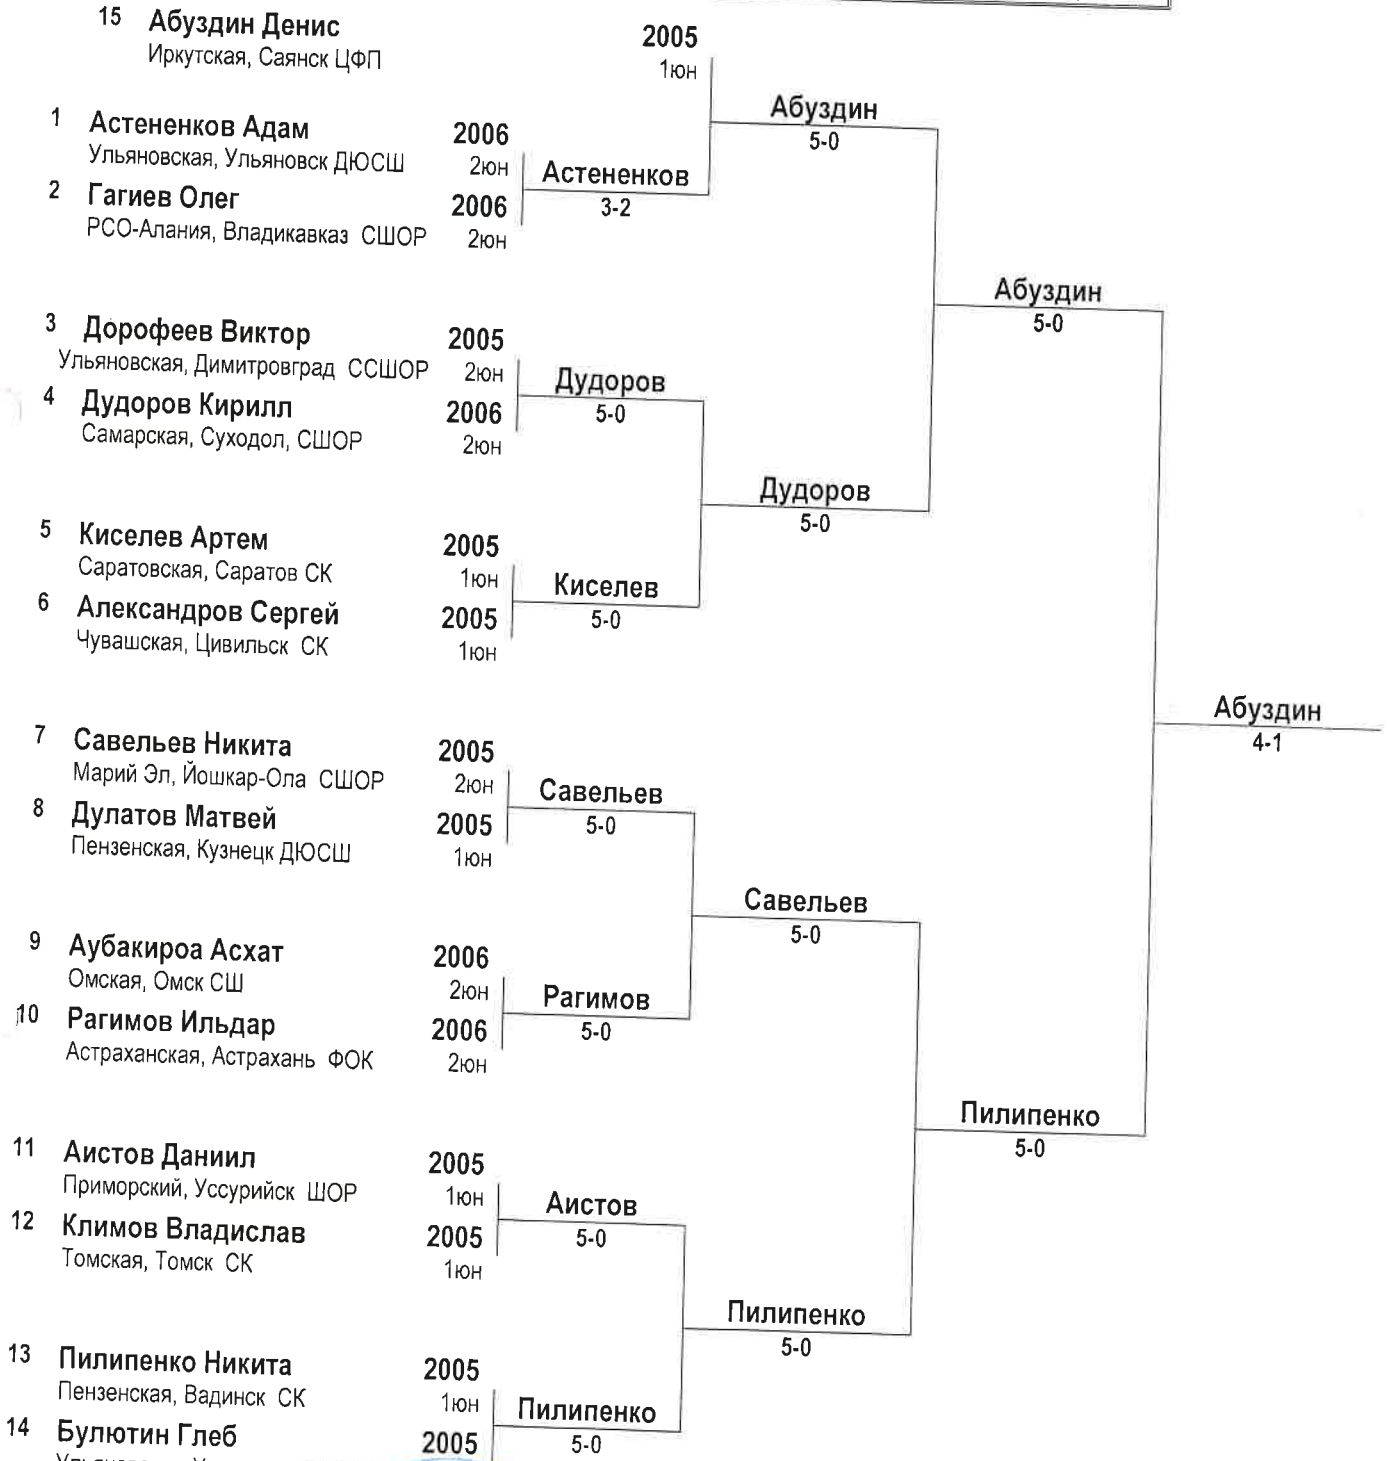 15 Абуздин Денис 2005
Иркутская, Саянск ЦФП 1юн
Абуздин
5-0
1 Астененков Адам 2006
Ульяновская, Ульяновск ДЮСШ 2юн
Астененков
3-2
2 Гагиев Олег 2006
РСО-Алания, Владикавказ СШОР 2юн
Абуздин
5-0
3 Дорофеев Виктор 2005
Ульяновская, Димитровград ССШОР 2юн
Дудоров
5-0
4 Дудоров Кирилл 2006
Самарская, Суходол, СШОР 2юн
Дудоров
5-0
5 Киселев Артем 2005
Саратовская, Саратов СК 1юн
Киселев
5-0
6 Александров Сергей 2005
Чувашская, Цивильск СК 1юн
Абуздин
4-1
7 Савельев Никита 2005
Марий Эл, Йошкар-Ола СШОР 2юн
Савельев
5-0
8 Дулатов Матвей 2005
Пензенская, Кузнецк ДЮСШ 1юн
Савельев
5-0
9 Аубакироа Асхат 2006
Омская, Омск СШ 2юн
Рагимов
5-0
10 Рагимов Ильдар 2006
Астраханская, Астрахань ФОК 2юн
Пилипенко
5-0
11 Аистов Даниил 2005
Приморский, Уссурийск ШОР 1юн
Аистов
5-0
12 Климов Владислав 2005
Томская, Томск СК 1юн
Пилипенко
5-0
13 Пилипенко Никита 2005
Пензенская, Вадинск СК 1юн
Пилипенко
5-0
14 Булютин Глеб 2005